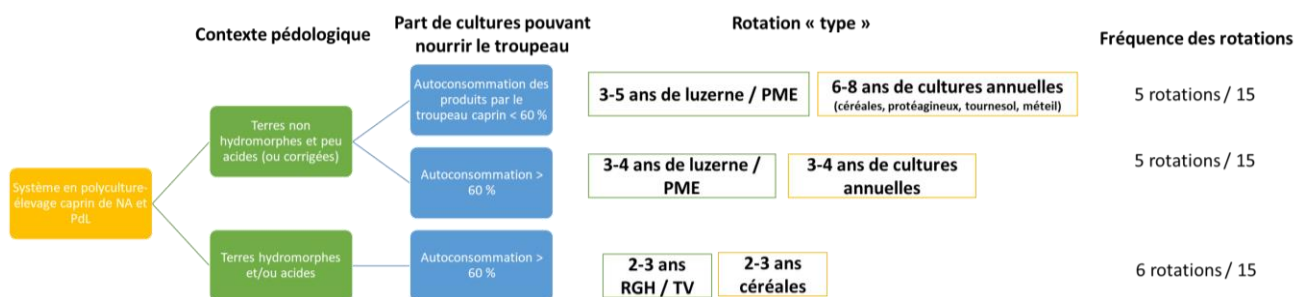 Contexte pédologique
Part de cultures pouvant
nourrir le troupeau
Rotation « type »
Fréquence des rotations
Système en polyculture-
élevage caprin de NA et
PdL
Terres non
hydromorphes et peu
acides (ou corrigées)
Autoconsommation des
produits par le
troupeau caprin < 60 %
3-5 ans de luzerne / PME
6-8 ans de cultures annuelles
(céréales, protéagineux, tournesol, méteil)
5 rotations / 15
Autoconsommation >
60 %
3-4 ans de luzerne /
PME
3-4 ans de cultures
annuelles
5 rotations / 15
Terres hydromorphes
et/ou acides
Autoconsommation >
60 %
2-3 ans
RGH / TV
2-3 ans
céréales
6 rotations / 15